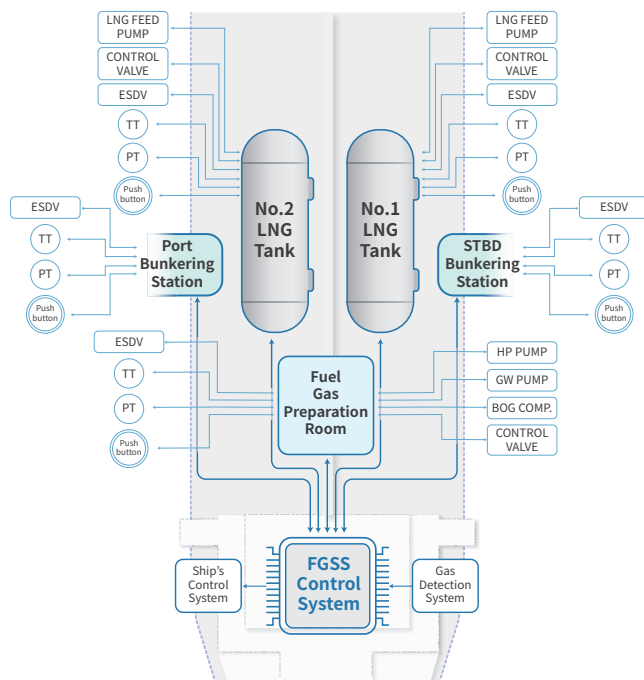 LNG FEED
PUMP
CONTROL
VALVE
ESDV
TT
PT
Push
button
LNG FEED
PUMP
CONTROL
VALVE
ESDV
TT
PT
Push
button
No.2
LNG
Tank
No.1
LNG
Tank
ESDV
TT
PT
Push
button
Port
Bunkering
Station
STBD
Bunkering
Station
ESDV
TT
PT
Push
button
ESDV
TT
PT
Push
button
Fuel
Gas
Preparation
Room
HP PUMP
GW PUMP
BOG COMP.
CONTROL
VALVE
Ship's
Control
System
FGSS
Control
System
Gas
Detection
System